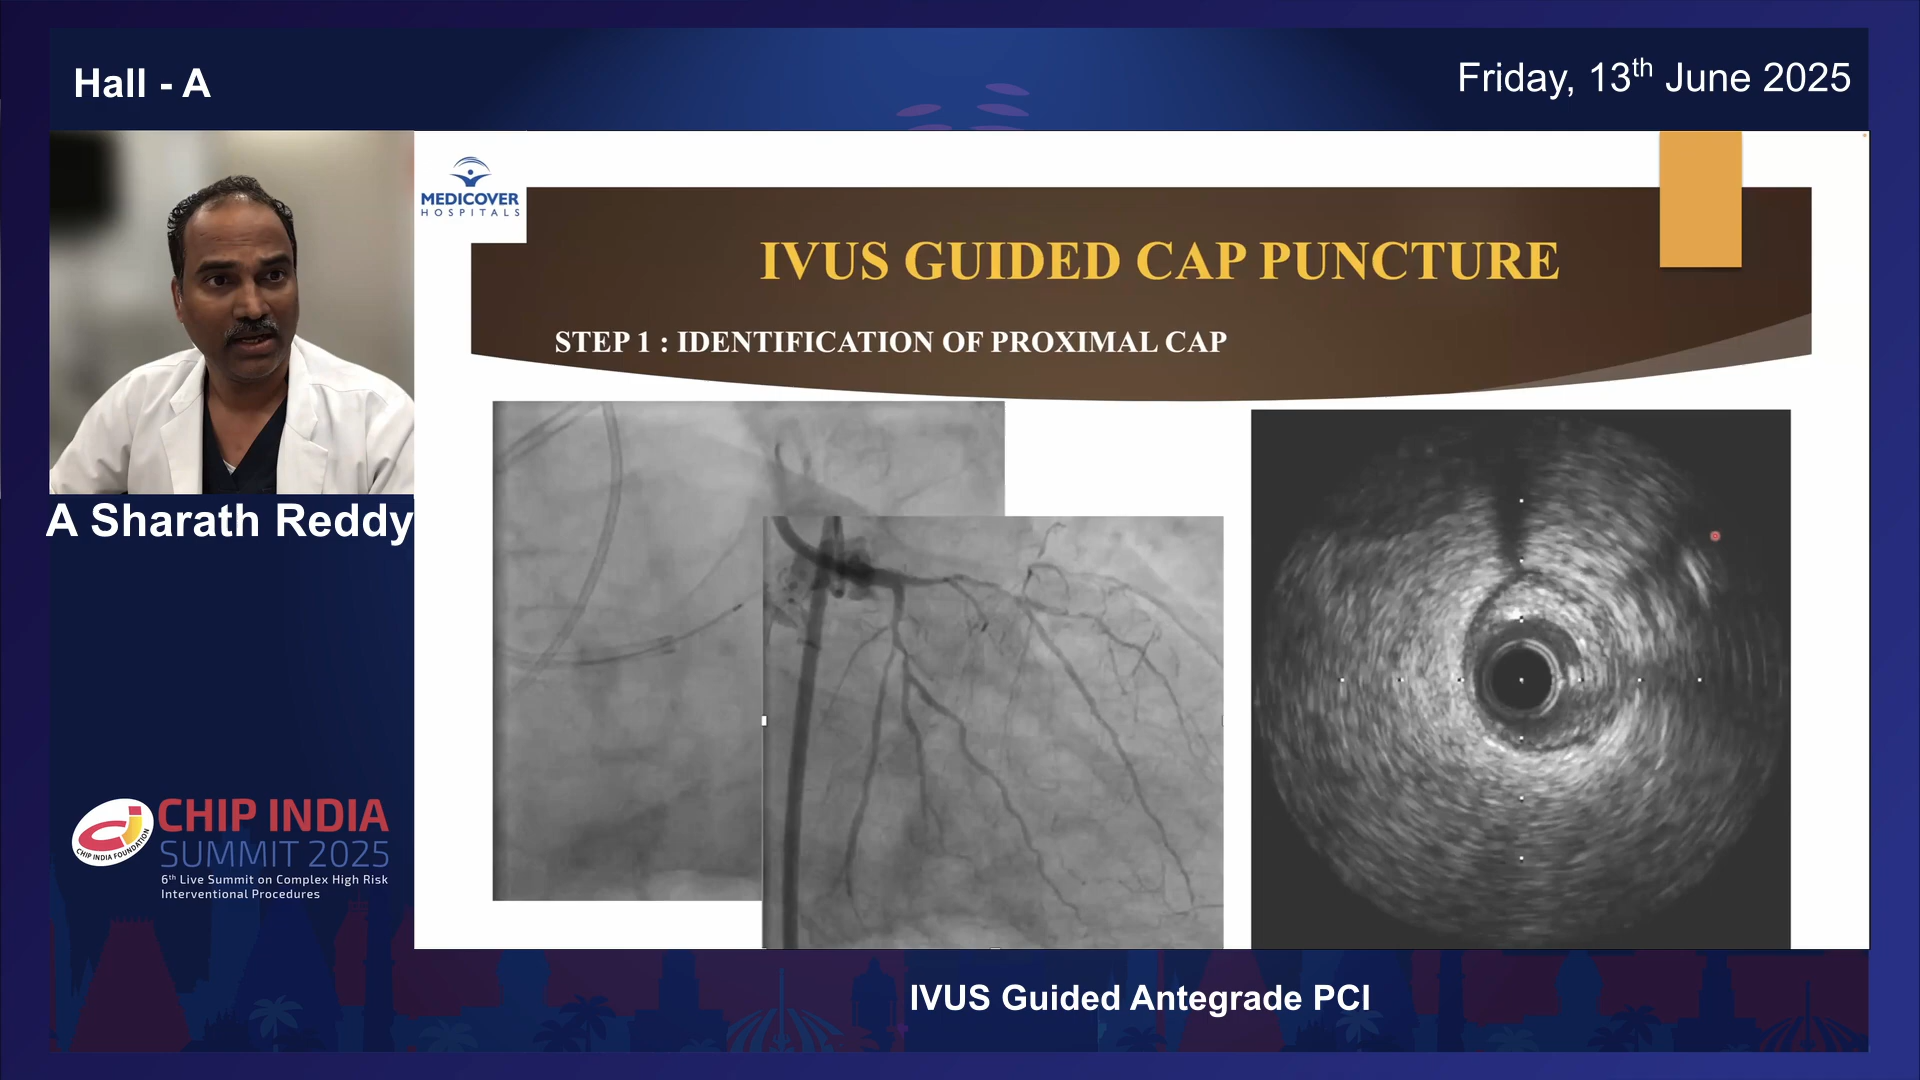 Hall - A
Friday, 13th June 2025
MEDICOVER
HOSPITALS
IVUS GUIDED CAP PUNCTURE
STEP 1 : IDENTIFICATION OF PROXIMAL CAP
A Sharath Reddy
CHIP INDIA FOUNDATION
CHIP INDIA
SUMMIT 2025
6th Live Summit on Complex High Risk
Interventional Procedures
IVUS Guided Antegrade PCI